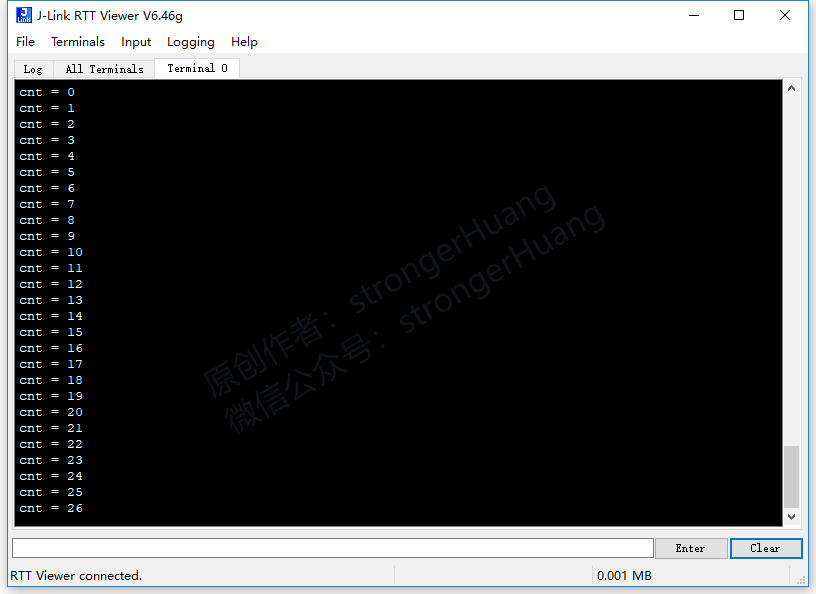 J-Link RTT Viewer V6.46g
File Terminals Input Logging Help
Log All Terminals Terminal 0
cnt = 0
cnt = 1
cnt = 2
cnt = 3
cnt = 4
cnt = 5
cnt = 6
cnt = 7
cnt = 8
cnt = 9
cnt = 10
cnt = 11
cnt = 12
cnt = 13
cnt = 14
cnt = 15
cnt = 16
cnt = 17
cnt = 18
cnt = 19
cnt = 20
cnt = 21
cnt = 22
cnt = 23
cnt = 24
cnt = 25
cnt = 26
原创作者：strongerHuang
微信公众号：strongerHuang
Enter Clear
RTT Viewer connected. 0.001 MB